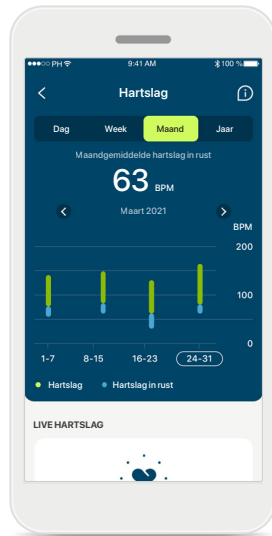 PH 9:41 AM 100 %
Hartslag
Dag Week Maand Jaar
Maandgemiddelde hartslag in rust
63 BPM
Maart 2021
BPM
200
100
0
1-7 8-15 16-23 24-31
Hartslag Hartslag in rust
LIVE HARTSLAG